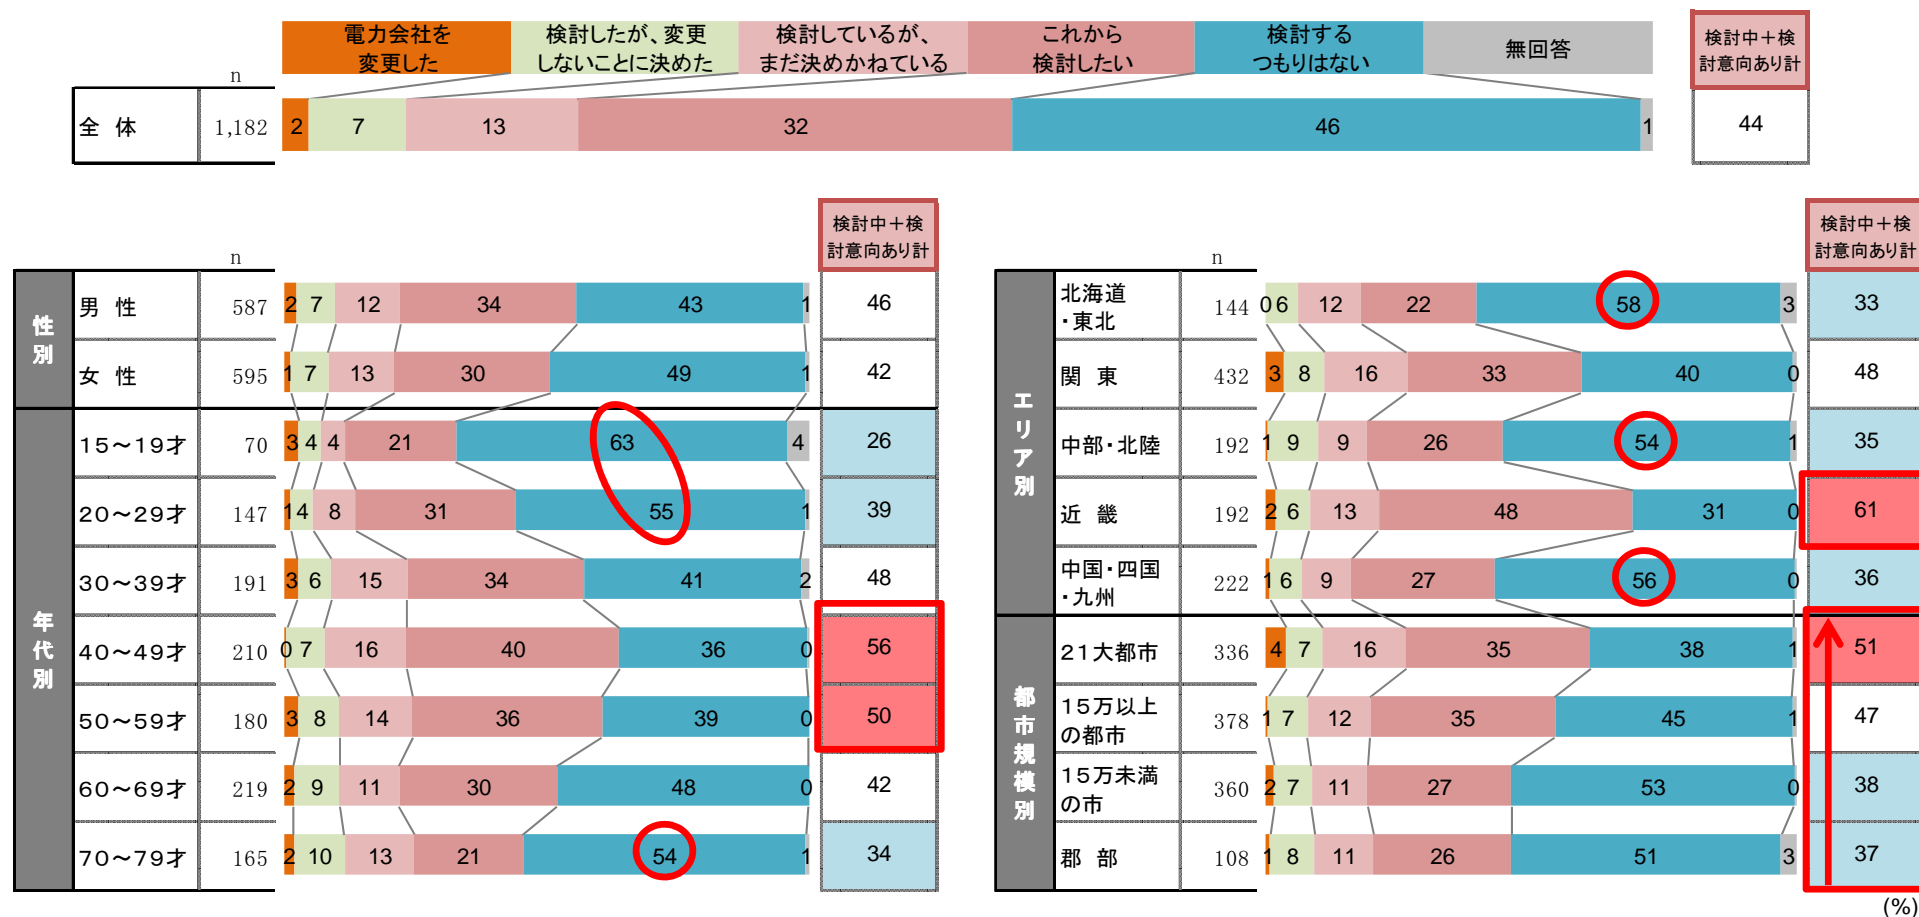 電力会社を
変更した
検討したが、変更
しないことに決めた
検討しているが、
まだ決めかねている
これから
検討したい
検討する
つもりはない
無回答
検討中＋検
討意向あり計
n
全 体 1,182 2 7 13 32 46 1 44
検討中＋検
討意向あり計
n
性別
男 性 587 2 7 12 34 43 1 46
女 性 595 1 7 13 30 49 1 42
年代別
15～19才 70 3 4 4 21 63 4 26
20～29才 147 1 4 8 31 55 1 39
30～39才 191 3 6 15 34 41 2 48
40～49才 210 0 7 16 40 36 0 56
50～59才 180 3 8 14 36 39 0 50
60～69才 219 2 9 11 30 48 0 42
70～79才 165 2 10 13 21 54 1 34
検討中＋検
討意向あり計
n
エリア別
北海道
・東北 144 0 6 12 22 58 3 33
関 東 432 3 8 16 33 40 0 48
中部・北陸 192 1 9 9 26 54 1 35
近 畿 192 2 6 13 48 31 0 61
中国・四国
・九州 222 1 6 9 27 56 0 36
都市規模別
21大都市 336 4 7 16 35 38 1 51
15万以上
の都市 378 1 7 12 35 45 1 47
15万未満
の市 360 2 7 11 27 53 0 38
郡 部 108 1 8 11 26 51 3 37
(%)